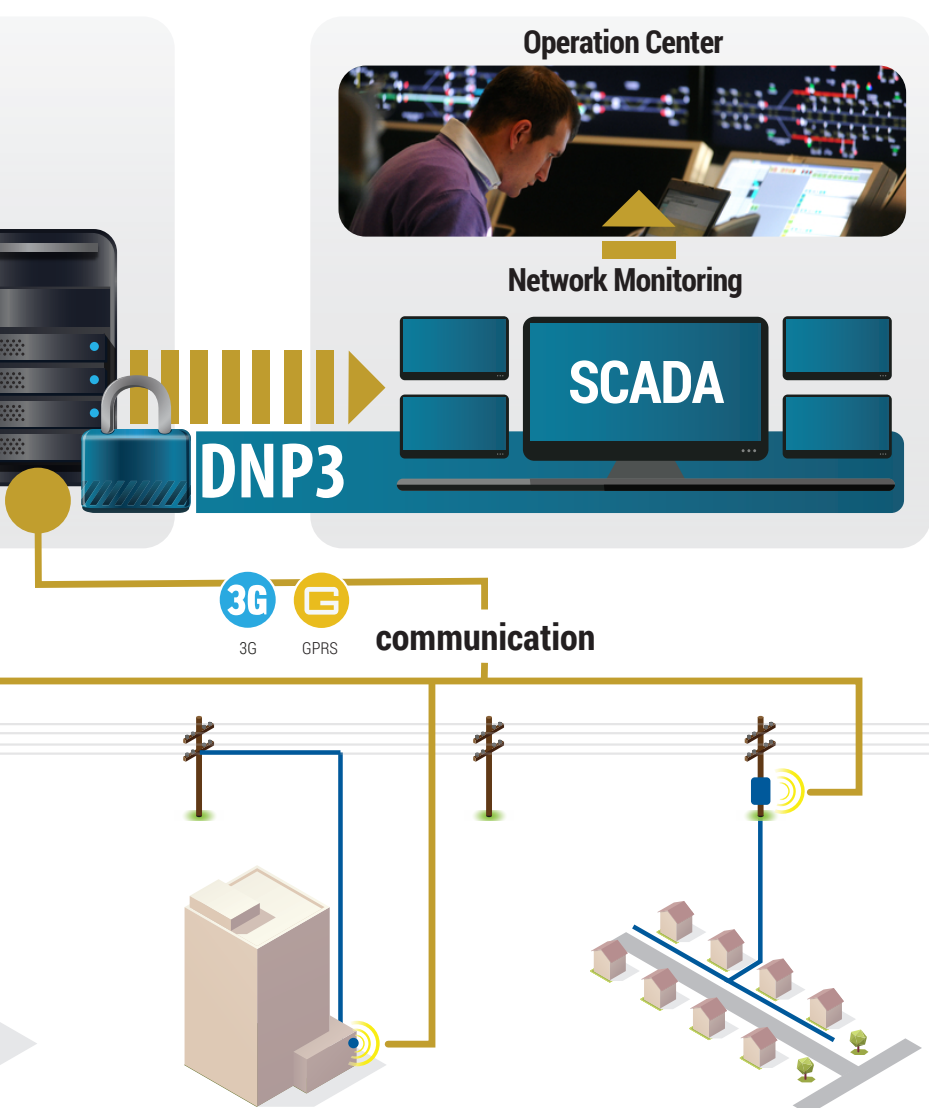 Operation Center
Network Monitoring
SCADA
DNP3
3G
3G
GPRS
communication